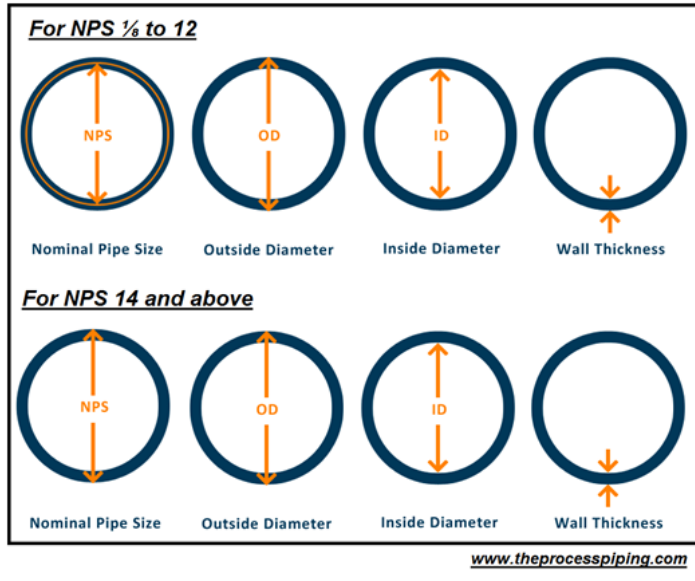 For NPS ⅛ to 12
NPS OD ID
Nominal Pipe Size Outside Diameter Inside Diameter Wall Thickness
For NPS 14 and above
NPS OD ID
Nominal Pipe Size Outside Diameter Inside Diameter Wall Thickness
www.theprocesspiping.com